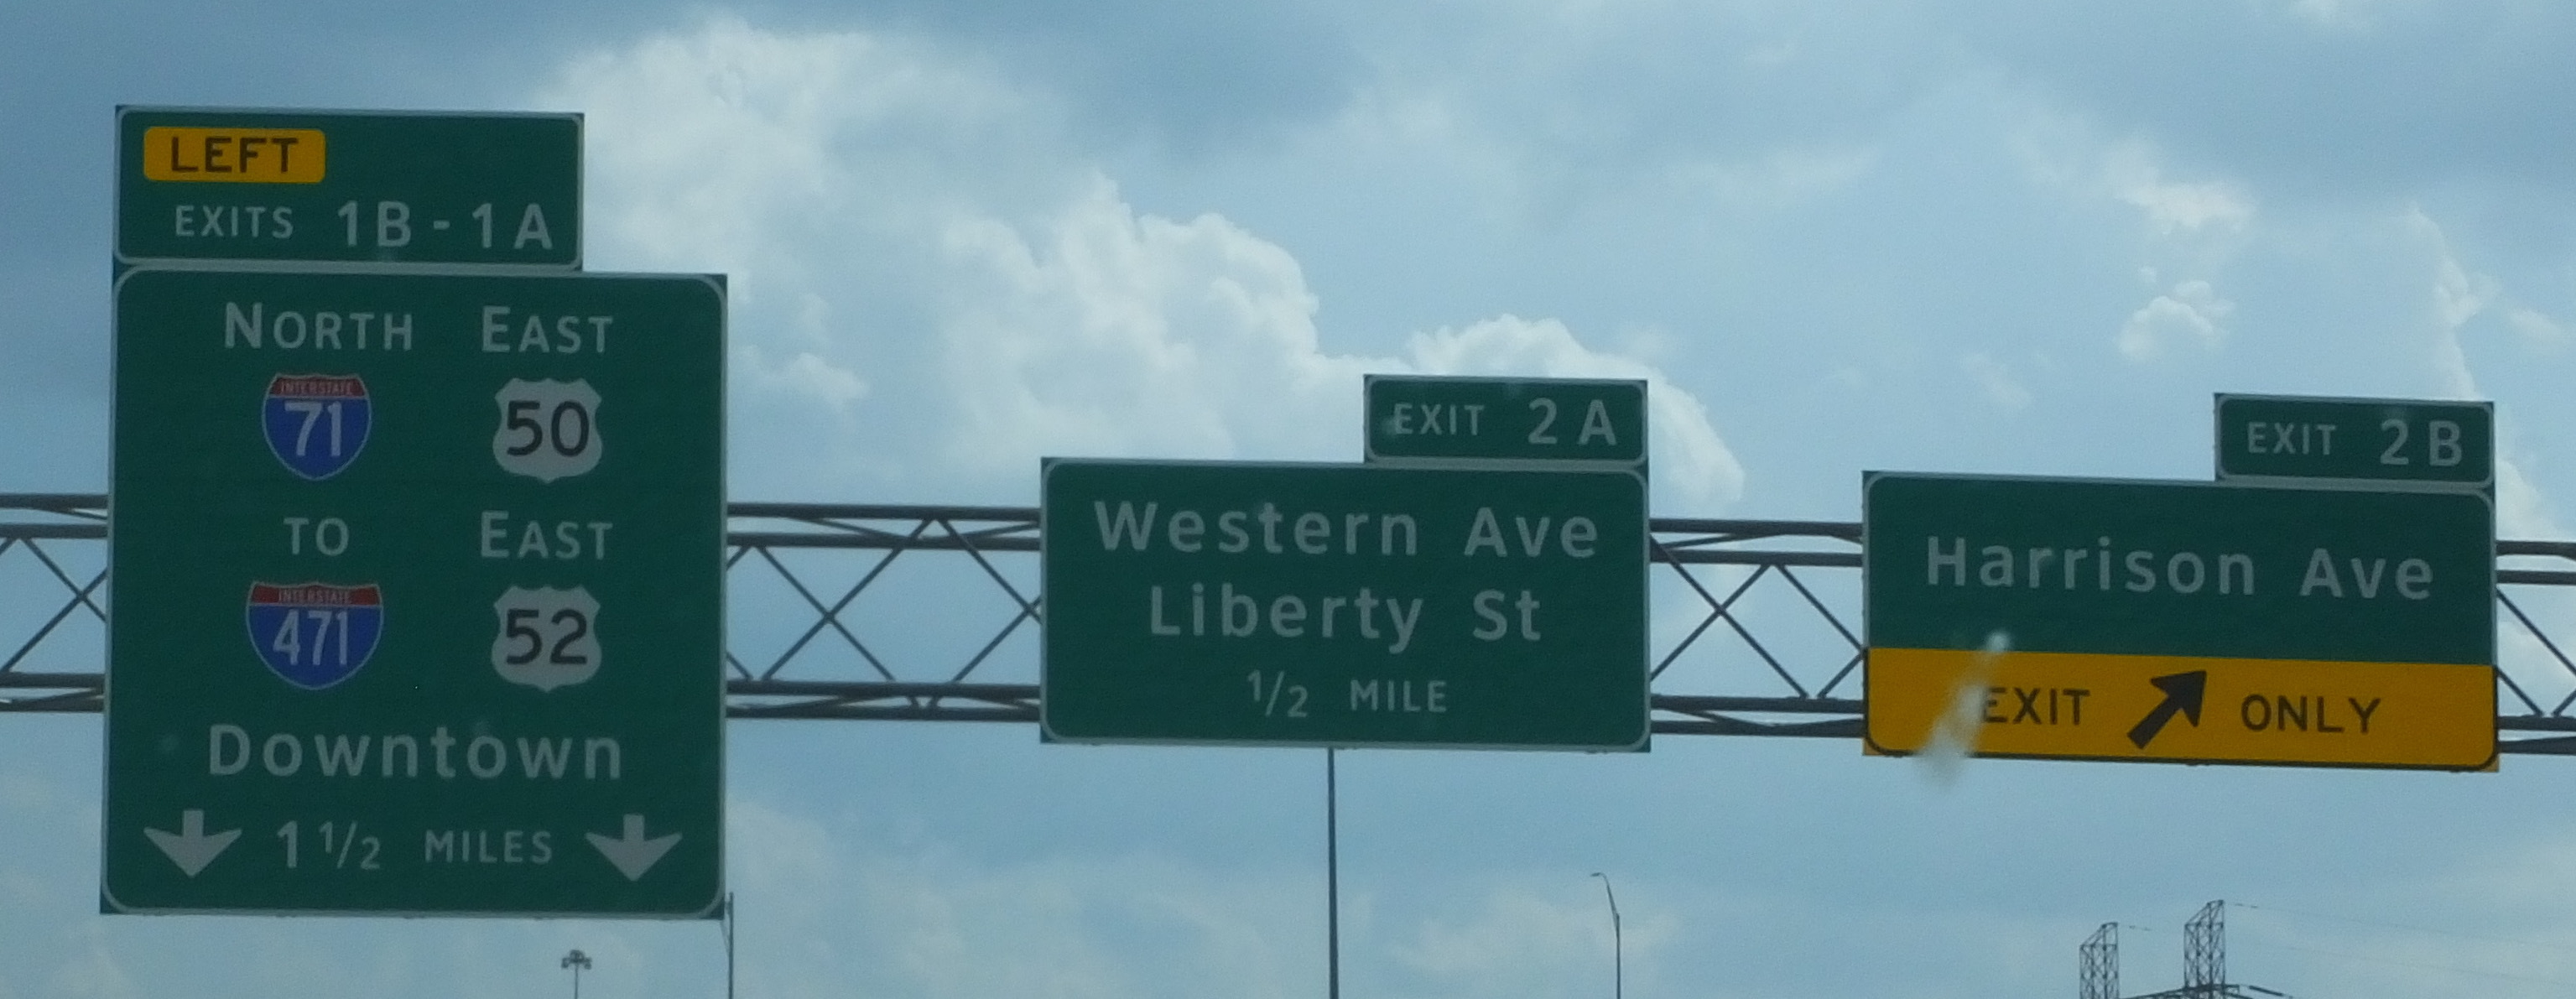 LEFT
EXITS 1B - 1A
NORTH EAST
INTERSTATE
71 50
TO EAST
INTERSTATE
471 52
Downtown
1 1/2 MILES
EXIT 2A
Western Ave
Liberty St
1/2 MILE
EXIT 2B
Harrison Ave
EXIT ONLY